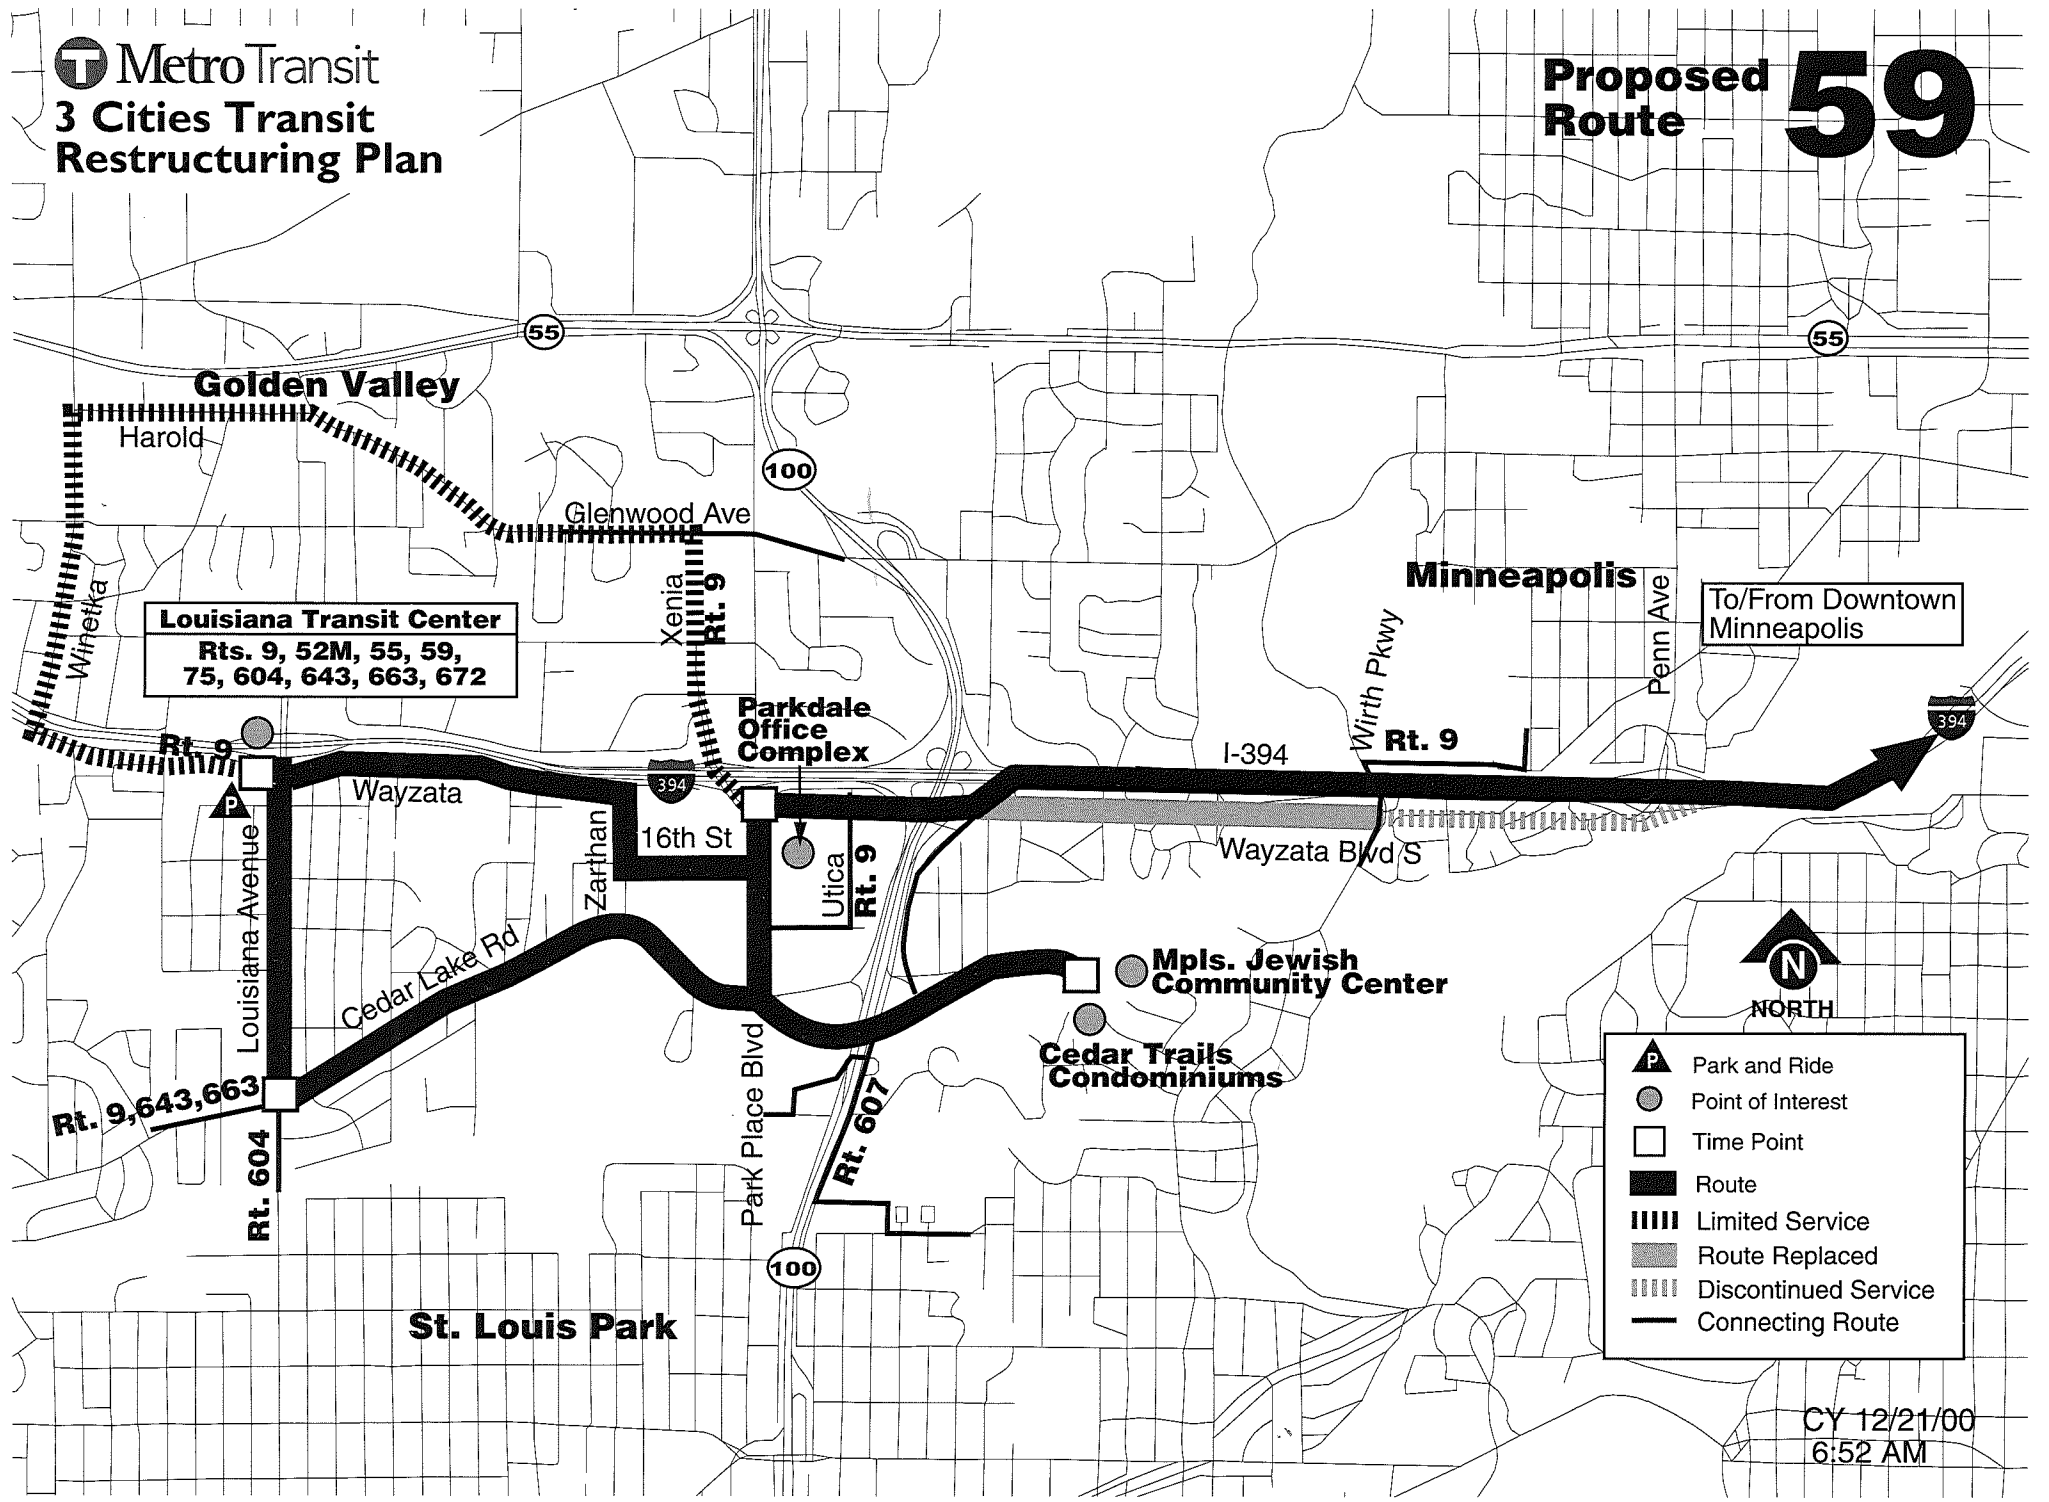 T MetroTransit
3 Cities Transit
Restructuring Plan
Proposed
Route
59
55
55
Golden Valley
Harold
100
Glenwood Ave
Winetka
Xenia
Rt. 9
Minneapolis
Penn Ave
To/From Downtown
Minneapolis
Louisiana Transit Center
Rts. 9, 52M, 55, 59,
75, 604, 643, 663, 672
Wirth Pkwy
Parkdale
Office
Complex
394
Rt. 9
Rt. 9
I-394
394
Wayzata
P
16th St
Zarthan
Utica
Rt. 9
Wayzata Blvd S
Louisiana Avenue
Cedar Lake Rd
Mpls. Jewish
Community Center
N
NORTH
Cedar Trails
Condominiums
Park Place Blvd
Rt. 9,643,663
Rt. 604
Rt. 607
100
St. Louis Park
P Park and Ride
Point of Interest
Time Point
Route
Limited Service
Route Replaced
Discontinued Service
Connecting Route
CY 12/21/00
6:52 AM